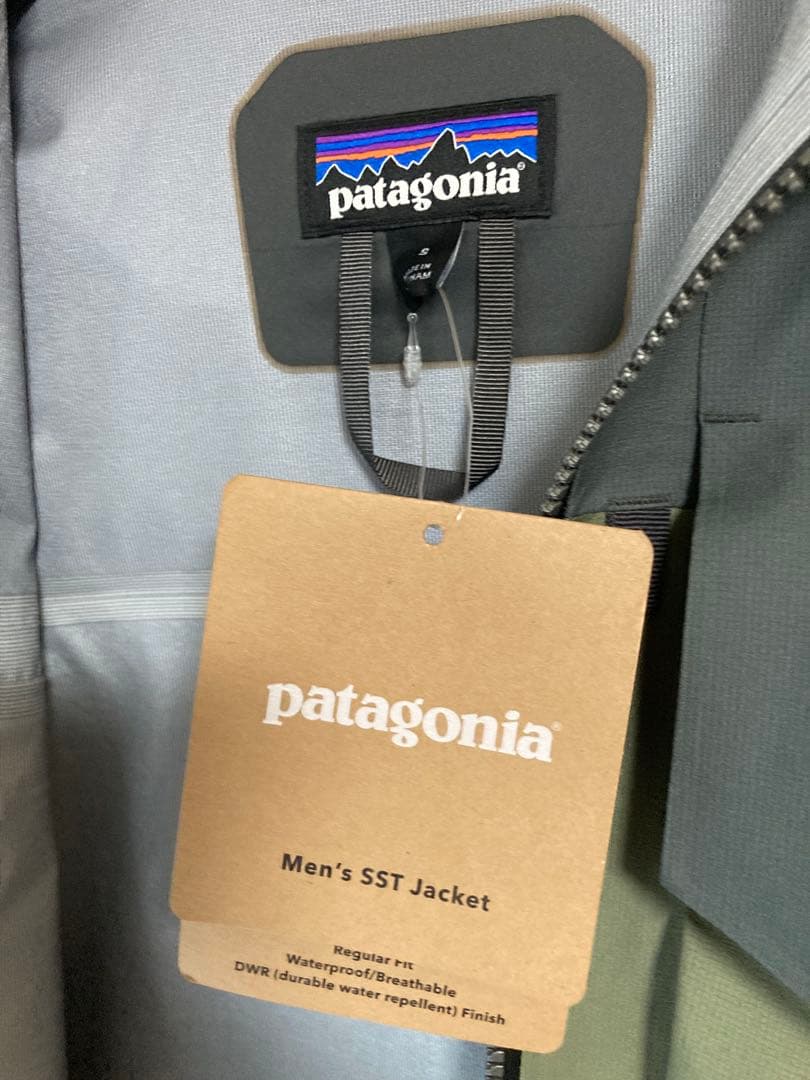 patagonia®
S
patagonia®
Men's SST Jacket
Regular Fit
Waterproof/Breathable
DWR (durable water repellent) Finish